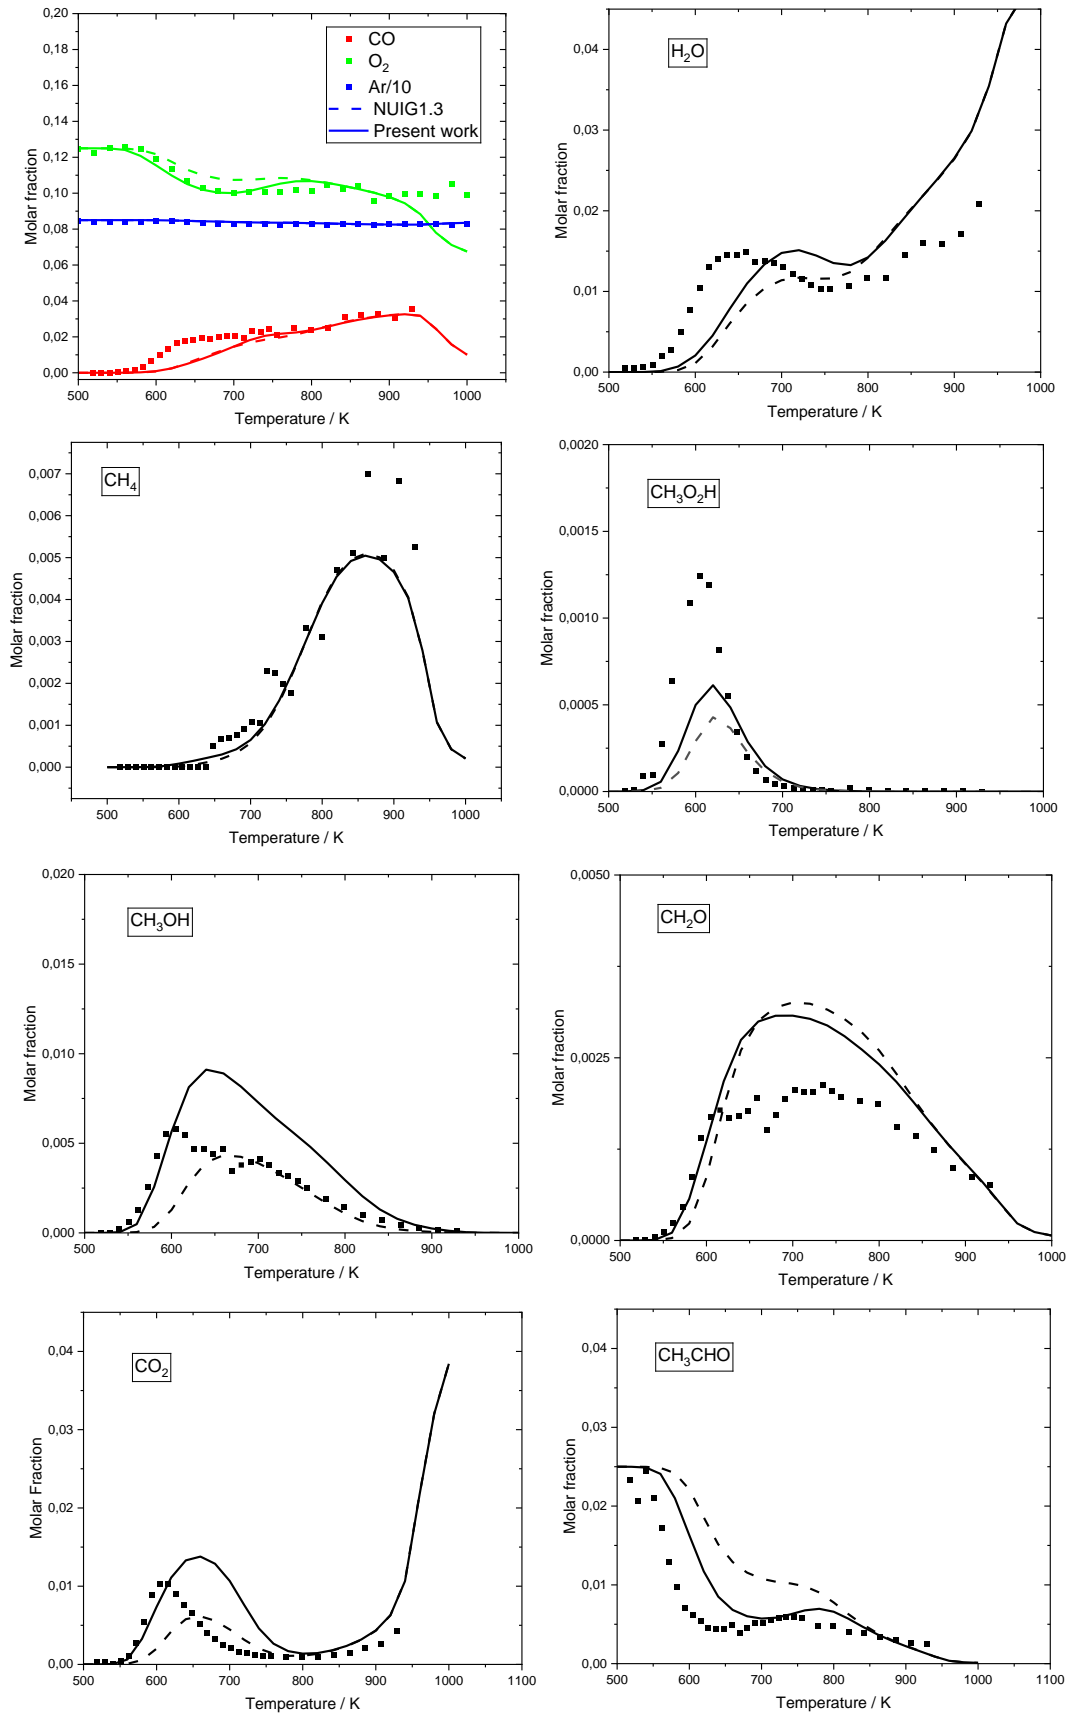 0,20
0,18
0,16
0,14
0,12
0,10
0,08
0,06
0,04
0,02
0,00
Molar fraction
CO
O₂
Ar/10
NUIG1.3
Present work
500 600 700 800 900 1000
Temperature / K
H₂O
0,04
0,03
0,02
0,01
0,00
Molar fraction
500 600 700 800 900 1000
Temperature / K
CH₄
0,007
0,006
0,005
0,004
0,003
0,002
0,001
0,000
Molar fraction
500 600 700 800 900 1000
Temperature / K
CH₃O₂H
0,0020
0,0015
0,0010
0,0005
0,0000
Molar fraction
500 600 700 800 900 1000
Temperature / K
CH₃OH
0,020
0,015
0,010
0,005
0,000
Molar fraction
500 600 700 800 900 1000
Temperature / K
CH₂O
0,0050
0,0025
0,0000
Molar fraction
500 600 700 800 900 1000
Temperature / K
CO₂
0,04
0,03
0,02
0,01
0,00
Molar Fraction
500 600 700 800 900 1000 1100
Temperature / K
CH₃CHO
0,04
0,03
0,02
0,01
0,00
Molar fraction
500 600 700 800 900 1000 1100
Temperature / K